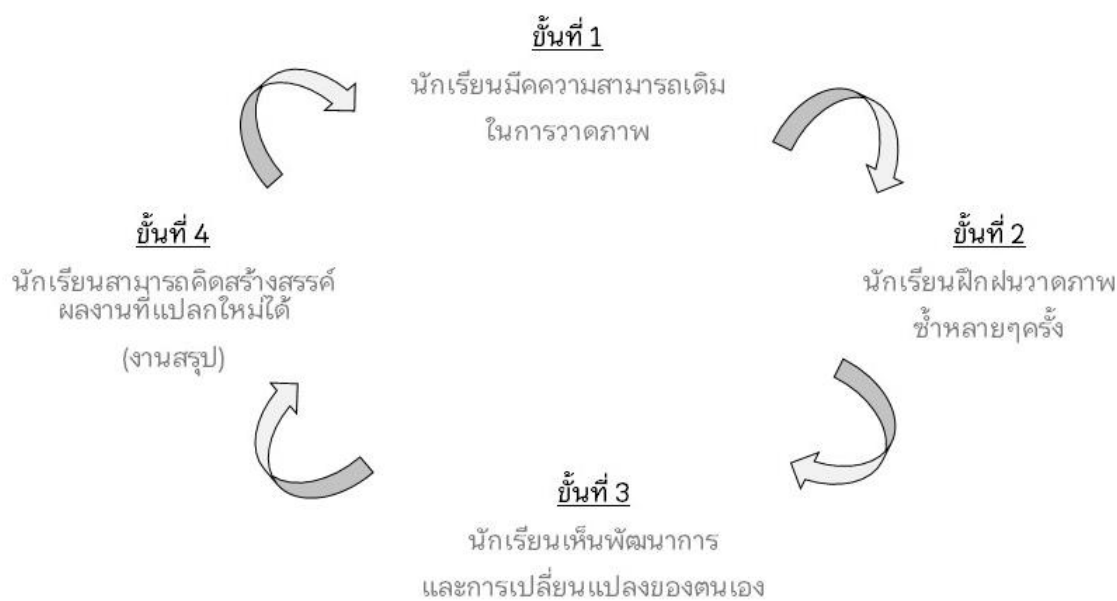 ขั้นที่ 1
นักเรียนมีคความสามารถเดิม
ในการวาดภาพ
ขั้นที่ 2
นักเรียนฝึกฝนวาดภาพ
ซ้ำหลายๆครั้ง
ขั้นที่ 3
นักเรียนเห็นพัฒนาการ
และการเปลี่ยนแปลงของตนเอง
ขั้นที่ 4
นักเรียนสามารถคิดสร้างสรรค์
ผลงานที่แปลกใหม่ได้
(งานสรุป)